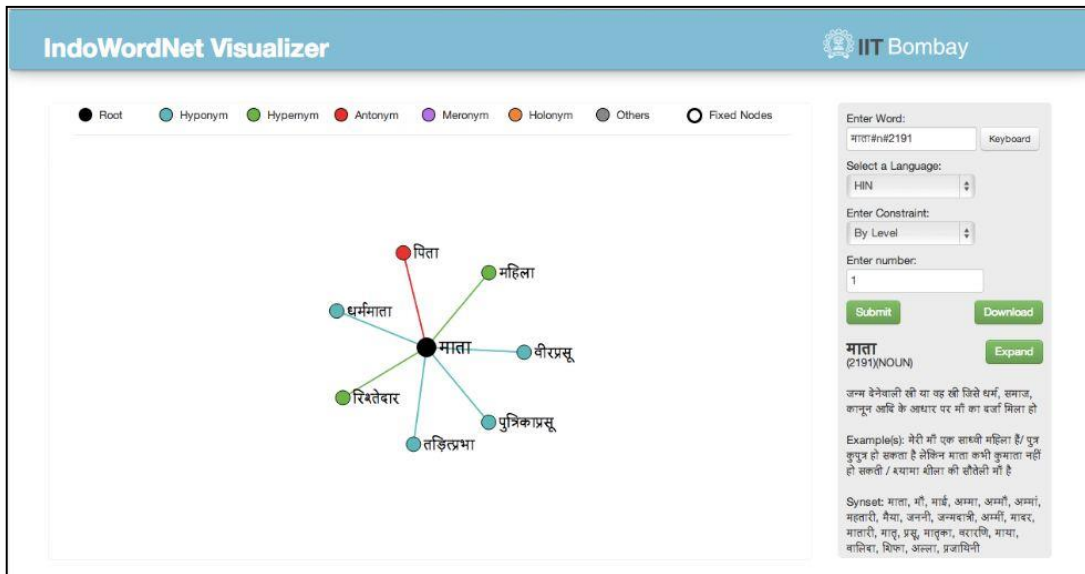 IndoWordNet Visualizer
IIT Bombay
Root Hyponym Hypernym Antonym Meronym Holonym Others Fixed Nodes
पिता
महिला
धर्ममाता
माता
वीरप्रसू
रिश्तेदार
पुत्रिकाप्रसू
तड़ित्प्रभा
Enter Word:
माता#n#2191 Keyboard
Select a Language:
HIN
Enter Constraint:
By Level
Enter number:
1
Submit Download
माता Expand
(2191)(NOUN)
जन्म देनेवाली स्त्री या वह स्त्री जिसे धर्म, समाज,
कानून आदि के आधार पर माँ का दर्जा मिला हो
Example(s): मेरी माँ एक साध्वी महिला हैं/ पुत्र
कुपुत्र हो सकता है लेकिन माता कभी कुमाता नहीं
हो सकती / श्यामा शीला की सौतेली माँ है
Synset: माता, माँ, माई, अम्मा, अम्माँ, अम्मां,
महतारी, मैया, जननी, जन्मदात्री, अम्मीं, मादर,
मातारी, मातृ, प्रसू, मातृका, वरारणि, माया,
वालिदा, शिफा, अल्ला, प्रजायिनी